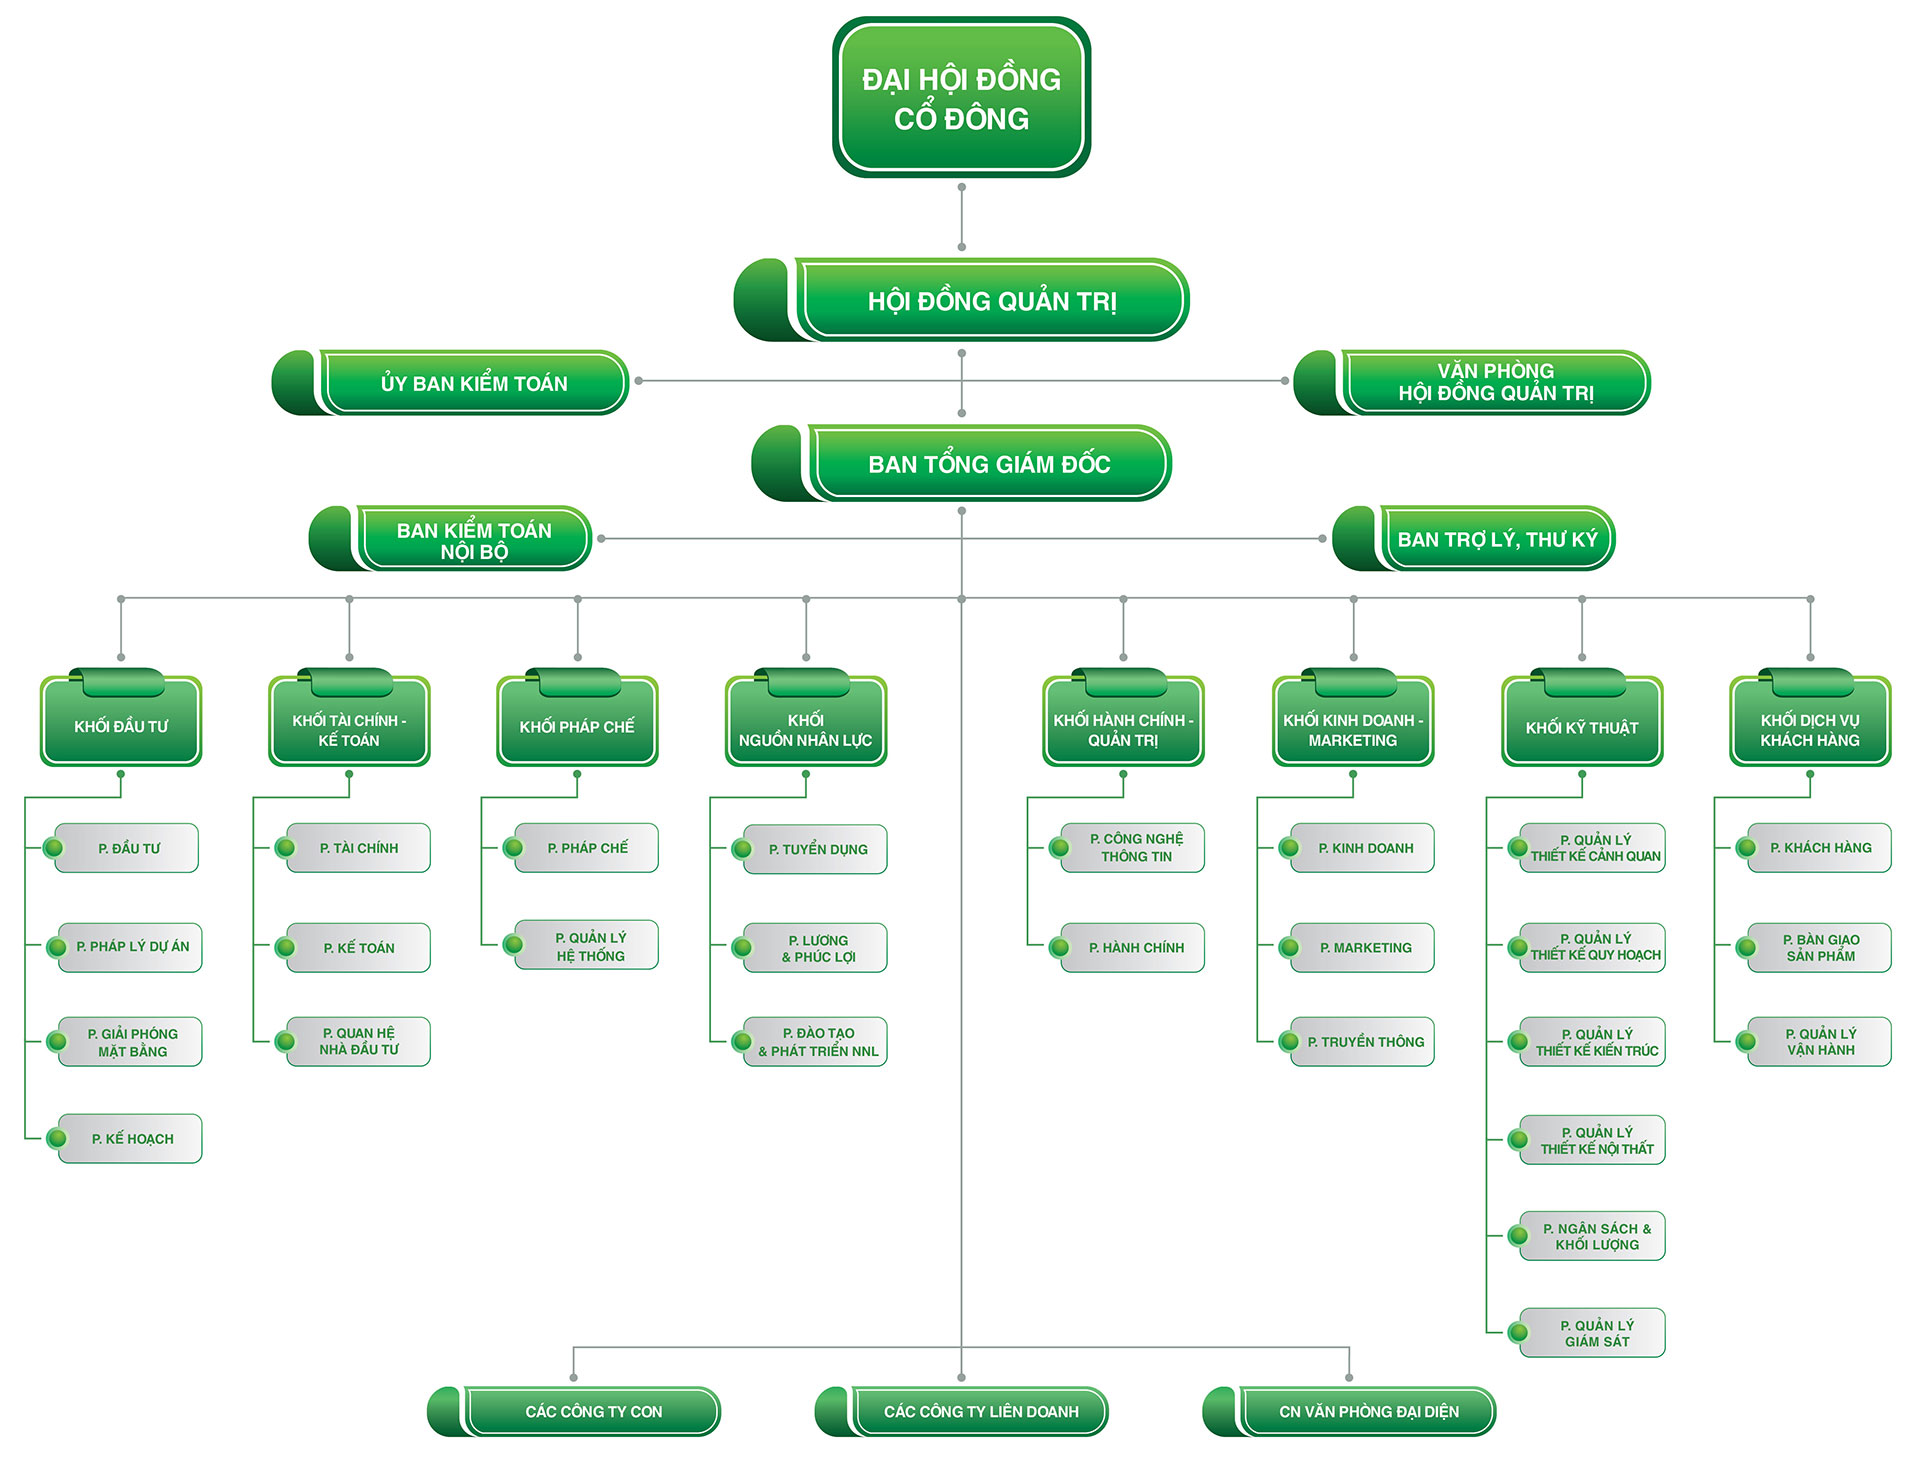 ĐẠI HỘI ĐỒNG
CỔ ĐÔNG
HỘI ĐỒNG QUẢN TRỊ
ỦY BAN KIỂM TOÁN
VĂN PHÒNG
HỘI ĐỒNG QUẢN TRỊ
BAN TỔNG GIÁM ĐỐC
BAN KIỂM TOÁN
NỘI BỘ
BAN TRỢ LÝ, THƯ KÝ
KHỐI ĐẦU TƯ
P. ĐẦU TƯ
P. PHÁP LÝ DỰ ÁN
P. GIẢI PHÓNG
MẶT BẰNG
P. KẾ HOẠCH
KHỐI TÀI CHÍNH -
KẾ TOÁN
P. TÀI CHÍNH
P. KẾ TOÁN
P. QUAN HỆ
NHÀ ĐẦU TƯ
KHỐI PHÁP CHẾ
P. PHÁP CHẾ
P. QUẢN LÝ
HỆ THỐNG
KHỐI
NGUỒN NHÂN LỰC
P. TUYỂN DỤNG
P. LƯƠNG
& PHÚC LỢI
P. ĐÀO TẠO
& PHÁT TRIỂN NNL
KHỐI HÀNH CHÍNH -
QUẢN TRỊ
P. CÔNG NGHỆ
THÔNG TIN
P. HÀNH CHÍNH
KHỐI KINH DOANH -
MARKETING
P. KINH DOANH
P. MARKETING
P. TRUYỀN THÔNG
KHỐI KỸ THUẬT
P. QUẢN LÝ
THIẾT KẾ CẢNH QUAN
P. QUẢN LÝ
THIẾT KẾ QUY HOẠCH
P. QUẢN LÝ
THIẾT KẾ KIẾN TRÚC
P. QUẢN LÝ
THIẾT KẾ NỘI THẤT
P. NGÂN SÁCH &
KHỐI LƯỢNG
P. QUẢN LÝ
GIÁM SÁT
KHỐI DỊCH VỤ
KHÁCH HÀNG
P. KHÁCH HÀNG
P. BÀN GIAO
SẢN PHẨM
P. QUẢN LÝ
VẬN HÀNH
CÁC CÔNG TY CON
CÁC CÔNG TY LIÊN DOANH
CN VĂN PHÒNG ĐẠI DIỆN